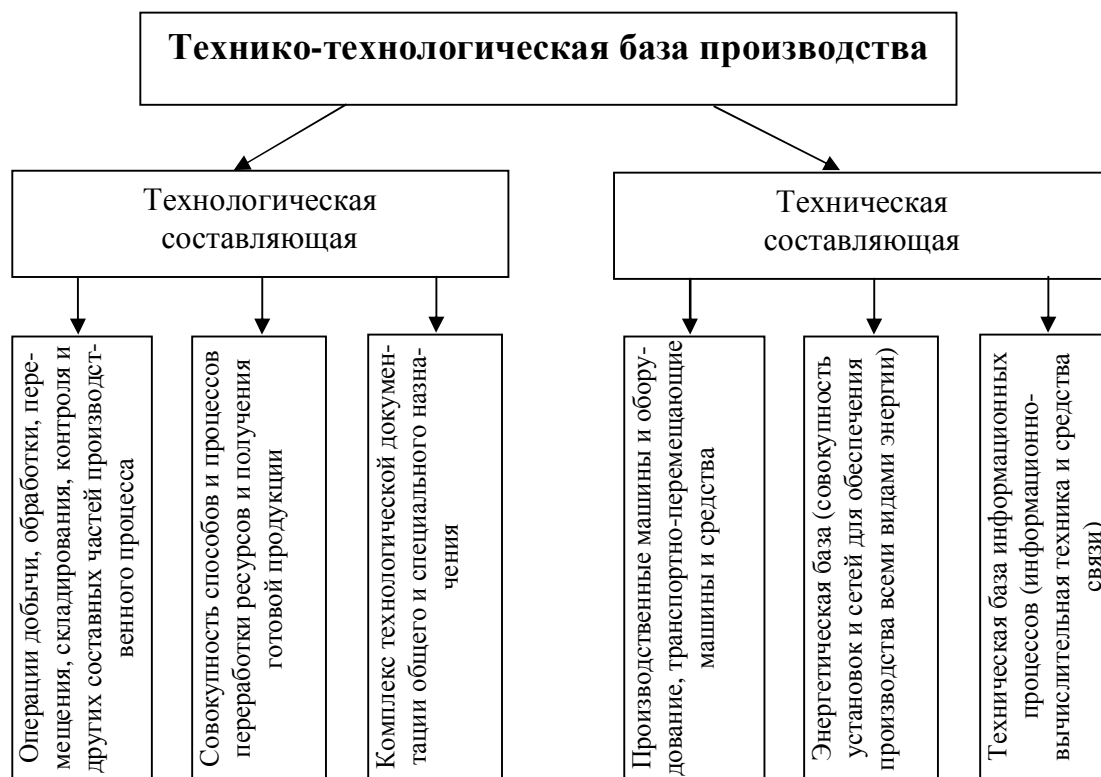 Технико-технологическая база производства
Технологическая
составляющая
Техническая
составляющая
Операции добычи, обработки, пере-
мещения, складирования, контроля и
других составных частей производст-
венного процесса
Совокупность способов и процессов
переработки ресурсов и получения
готовой продукции
Комплекс технологической докумен-
тации общего и специального назна-
чения
Производственные машины и обору-
дование, транспортно-перемещающие
машины и средства
Энергетическая база (совокупность
установок и сетей для обеспечения
производства всеми видами энергии)
Техническая база информационных
процессов (информационно-
вычислительная техника и средства
связи)